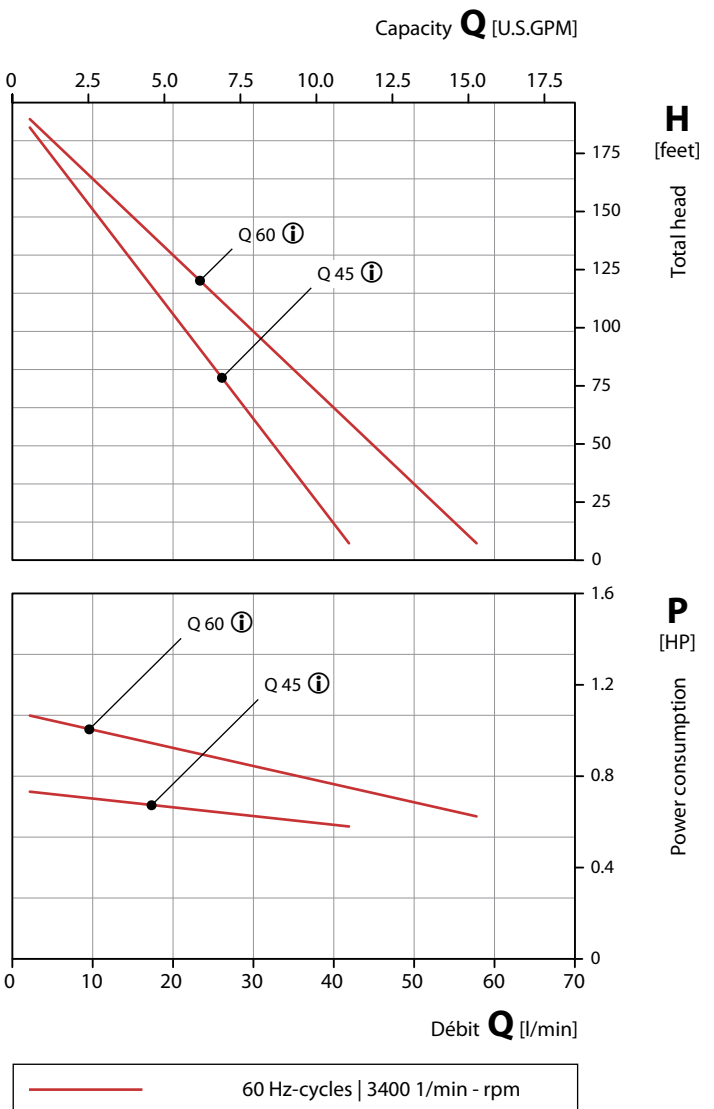 Capacity Q [U.S.GPM]
0 2.5 5.0 7.5 10.0 12.5 15.0 17.5
H
[feet]
Total head
175
150
125
100
75
50
25
0
Q 60 i
Q 45 i
P
[HP]
Power consumption
1.6
1.2
0.8
0.4
0
Q 60 i
Q 45 i
0 10 20 30 40 50 60 70
Débit Q [l/min]
60 Hz-cycles | 3400 1/min - rpm